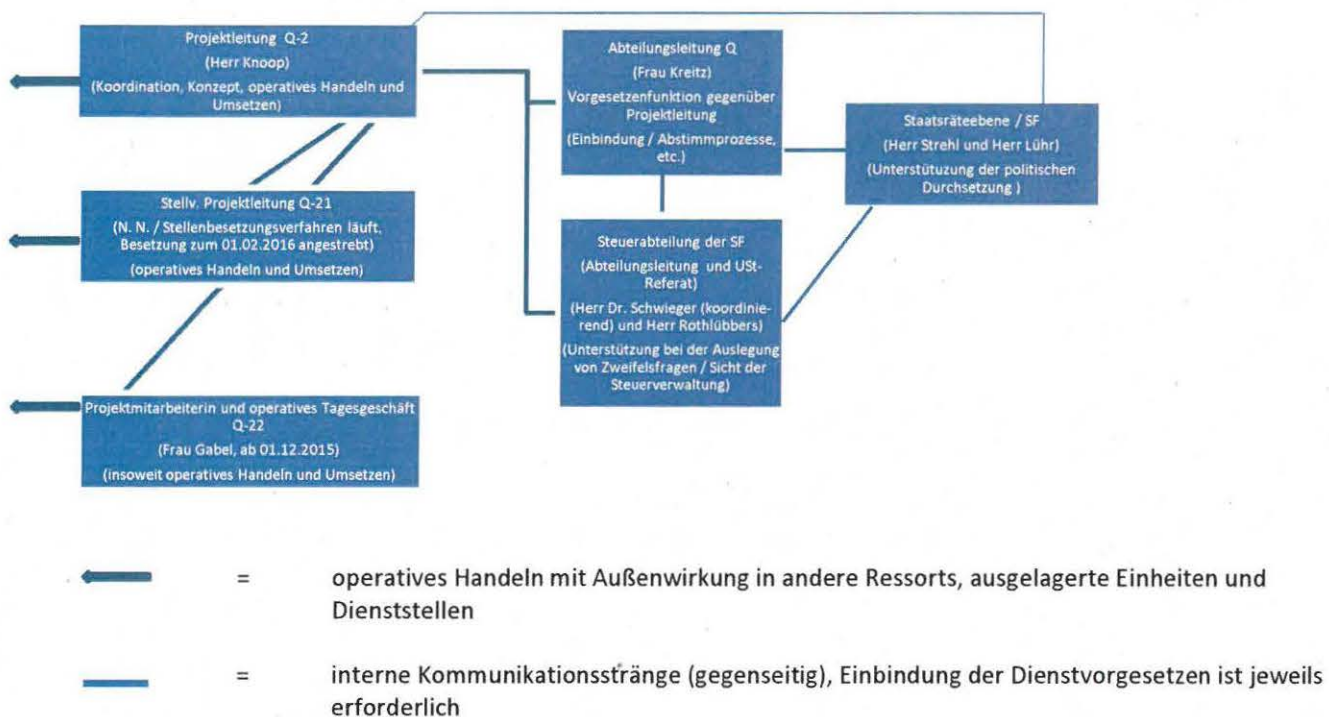 Projektleitung Q-2
(Herr Knoop)
(Koordination, Konzept, operatives Handeln und
Umsetzen)
Stellv. Projektleitung Q-21
(N. N. / Stellenbesetzungsverfahren läuft,
Besetzung zum 01.02.2016 angestrebt)
(operatives Handeln und Umsetzen)
Projektmitarbeiterin und operatives Tagesgeschäft
Q-22
(Frau Gabel, ab 01.12.2015)
(insoweit operatives Handeln und Umsetzen)
Abteilungsleitung Q
(Frau Kreitz)
Vorgesetzenfunktion gegenüber
Projektleitung
(Einbindung / Abstimmprozesse,
etc.)
Steuerabteilung der SF
(Abteilungsleitung und USt-
Referat)
(Herr Dr. Schwieger (koordinie-
rend) und Herr Rothlübbers)
(Unterstützung bei der Auslegung
von Zweifelsfragen / Sicht der
Steuerverwaltung)
Staatsräteebene / SF
(Herr Strehl und Herr Lühr)
(Unterstütuzung der politischen
Durchsetzung )
= operatives Handeln mit Außenwirkung in andere Ressorts, ausgelagerte Einheiten und
Dienststellen
= interne Kommunikationsstränge (gegenseitig), Einbindung der Dienstvorgesetzen ist jeweils
erforderlich